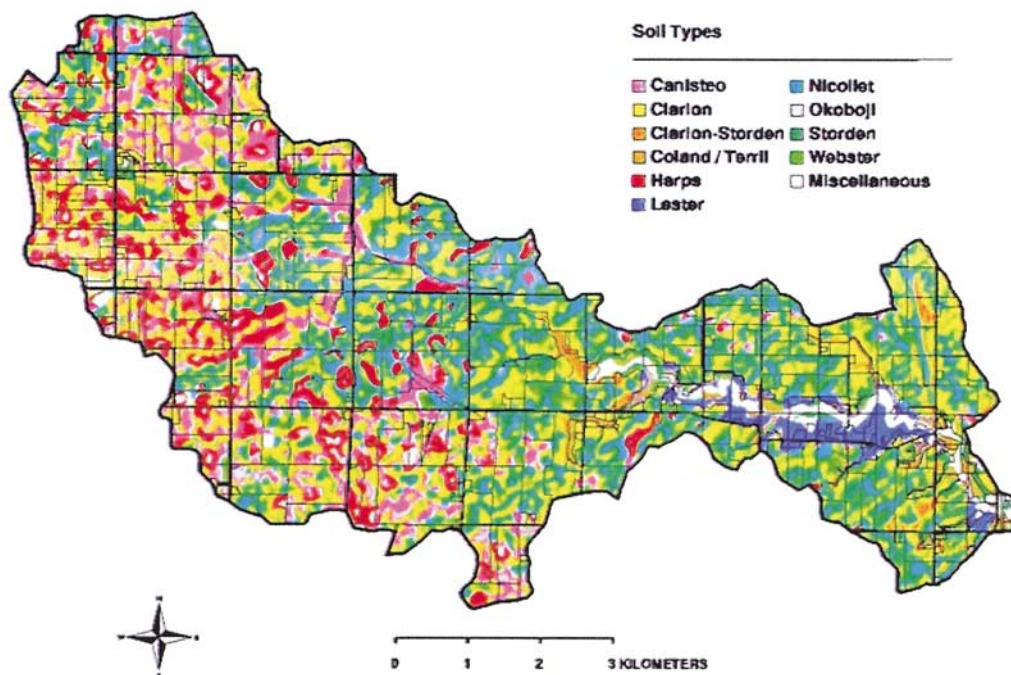 Soil Types
Canisteo
Clarion
Clarion-Storden
Coland / Terril
Harps
Lester
Nicollet
Okoboji
Storden
Webster
Miscellaneous
0 1 2 3 KILOMETERS